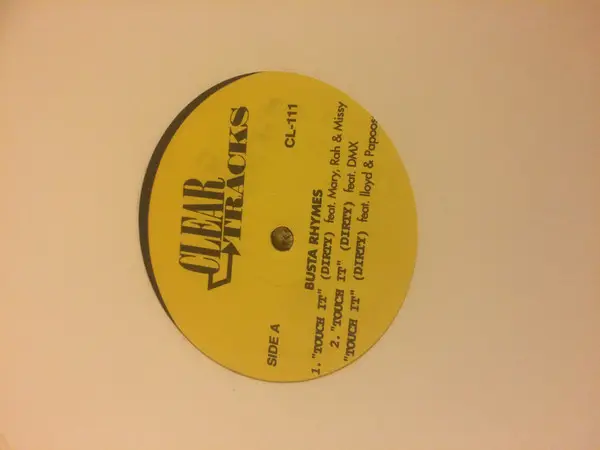 CLEAR
TRACKS
CL-111
SIDE A
BUSTA RHYMES
1. "TOUCH IT" (DIRTY) feat. Mary, Rah & Missy
2. "TOUCH IT" (DIRTY) feat. DMX
"TOUCH IT" (DIRTY) feat. lloyd & Papoose